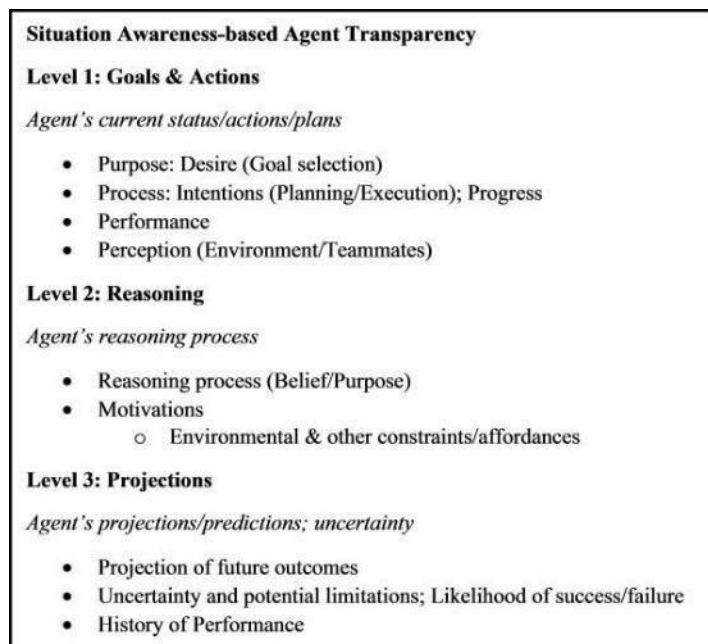 Situation Awareness-based Agent Transparency
Level 1: Goals & Actions
Agent's current status/actions/plans
• Purpose: Desire (Goal selection)
• Process: Intentions (Planning/Execution); Progress
• Performance
• Perception (Environment/Teammates)
Level 2: Reasoning
Agent's reasoning process
• Reasoning process (Belief/Purpose)
• Motivations
o Environmental & other constraints/affordances
Level 3: Projections
Agent's projections/predictions; uncertainty
• Projection of future outcomes
• Uncertainty and potential limitations; Likelihood of success/failure
• History of Performance